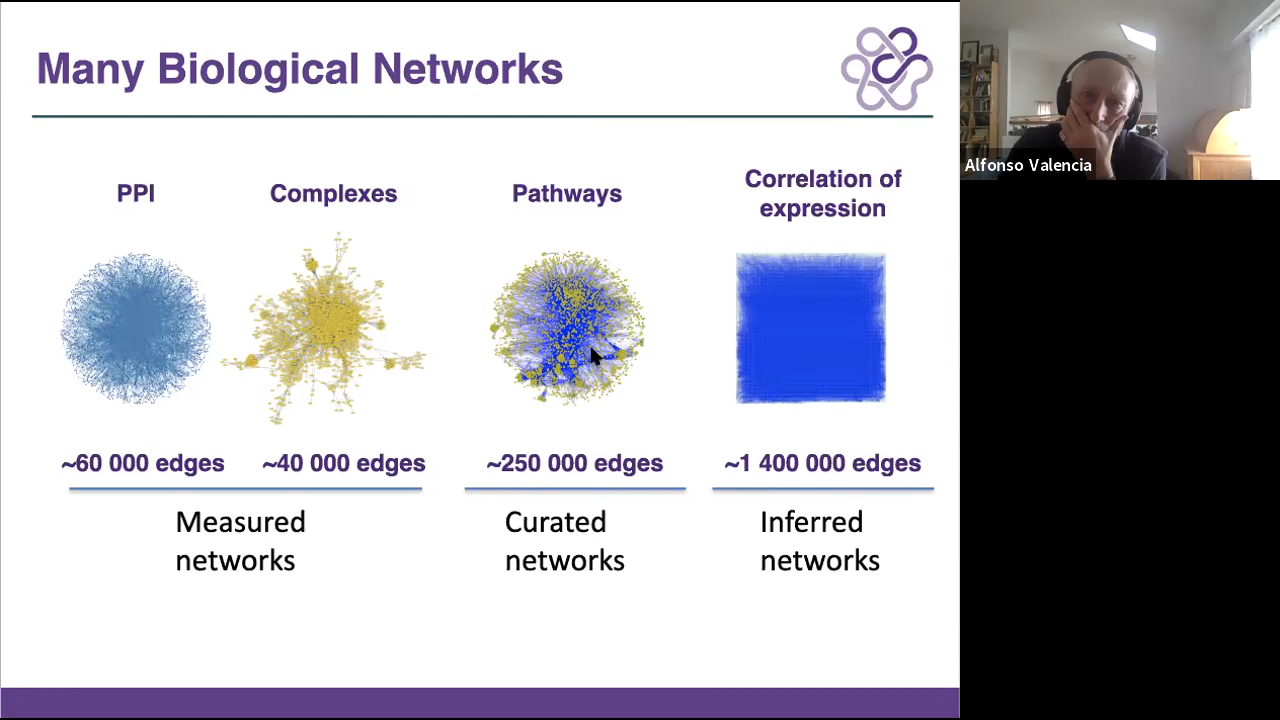 Many Biological Networks
Alfonso Valencia
PPI
Complexes
Pathways
Correlation of
expression
~60 000 edges
~40 000 edges
~250 000 edges
~1 400 000 edges
Measured
networks
Curated
networks
Inferred
networks